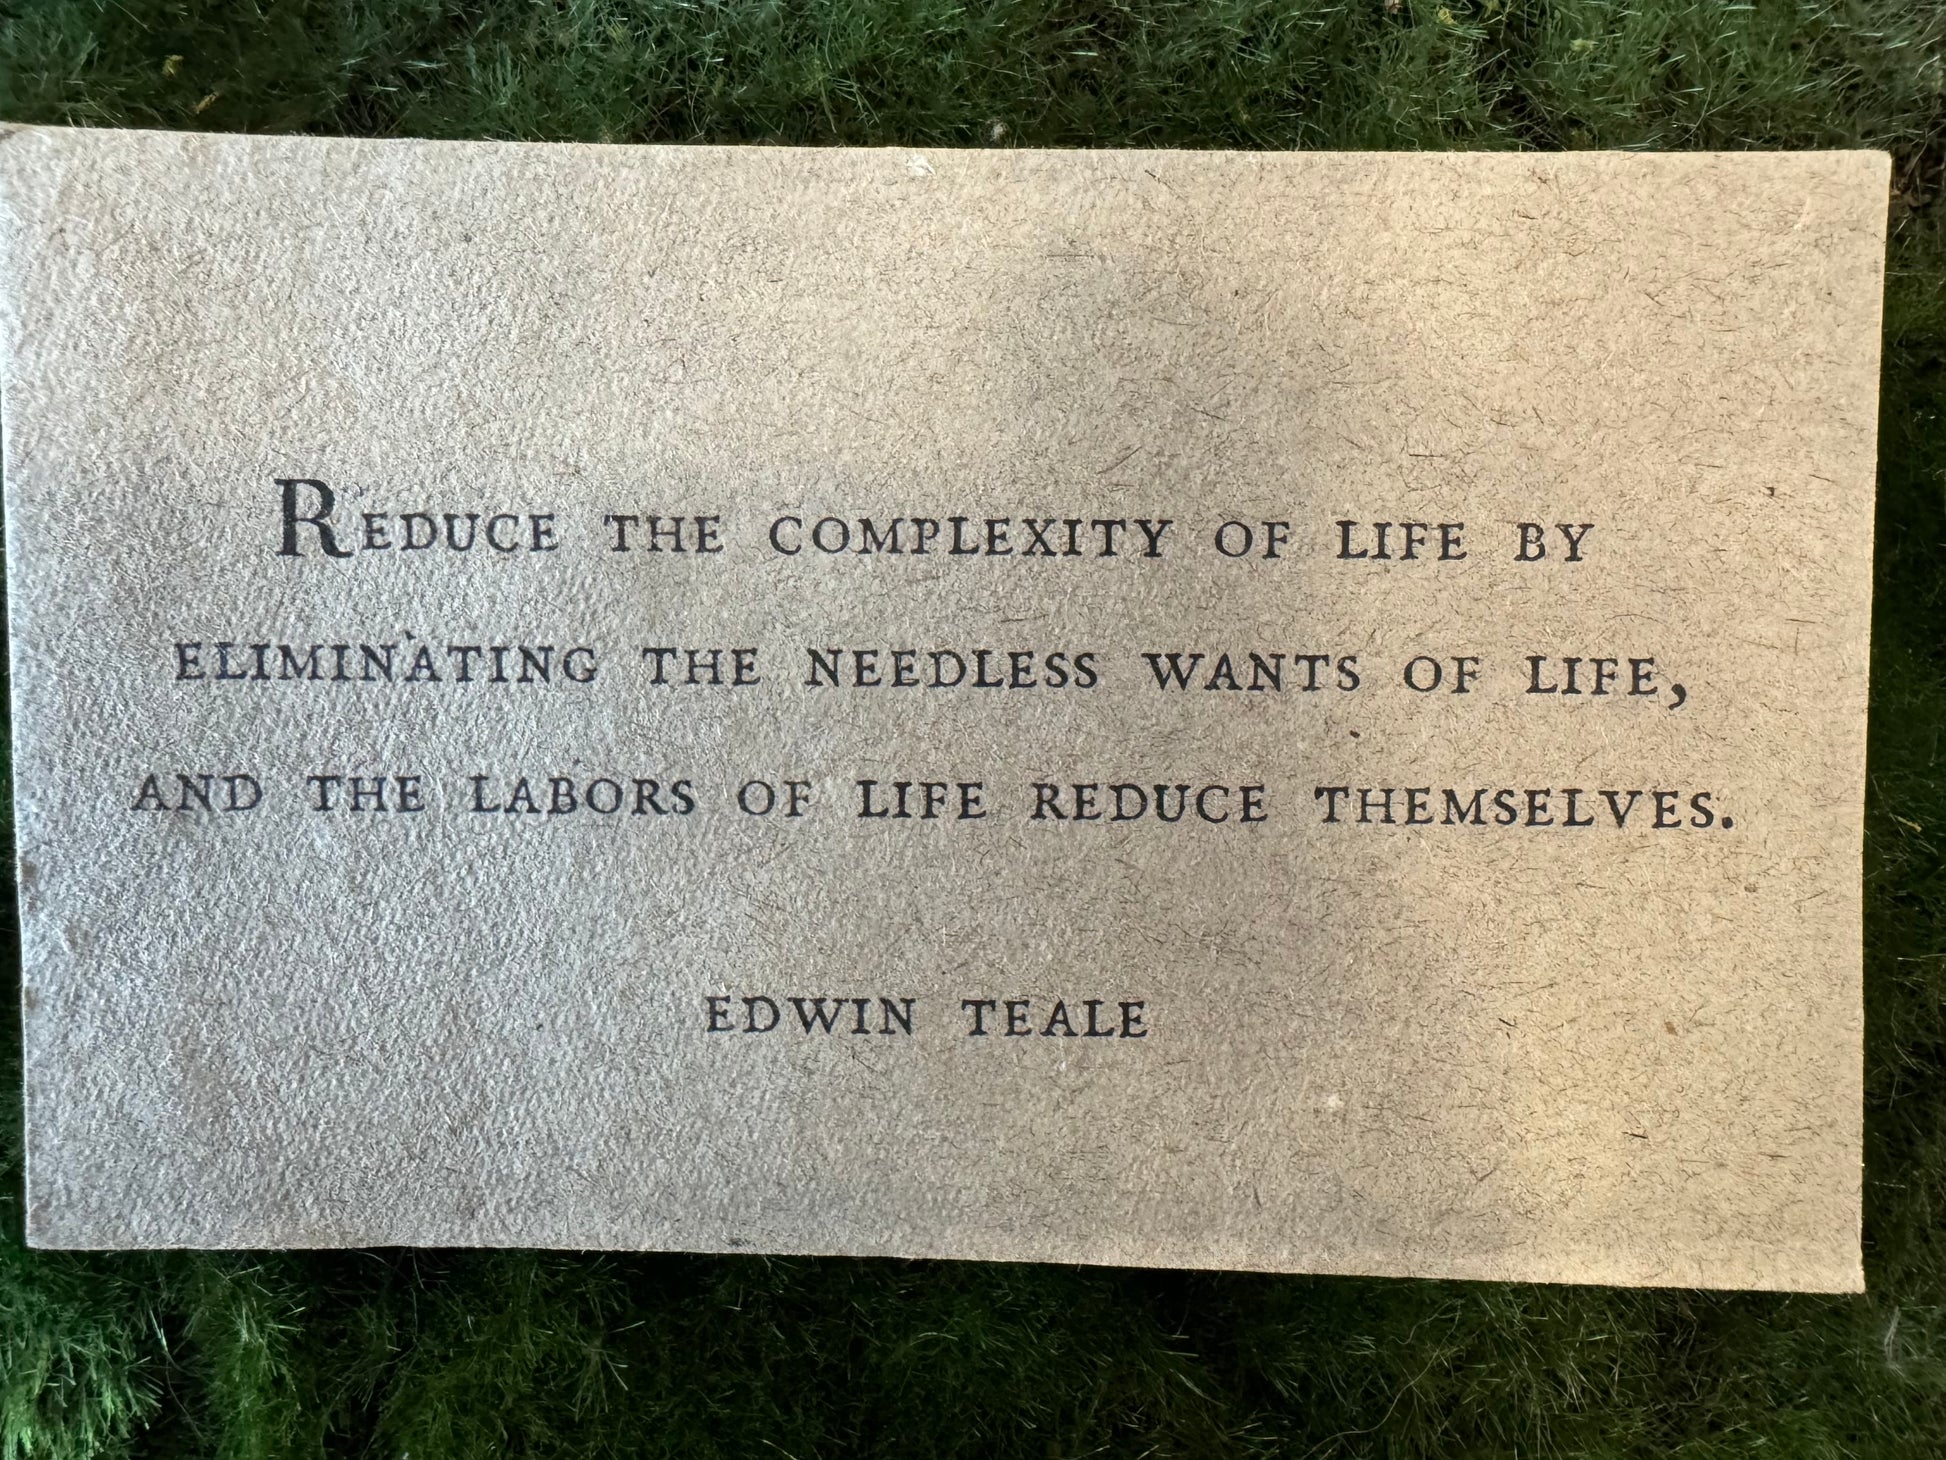 Reduce the complexity of life by
eliminating the needless wants of life,
and the labors of life reduce themselves.
Edwin Teale